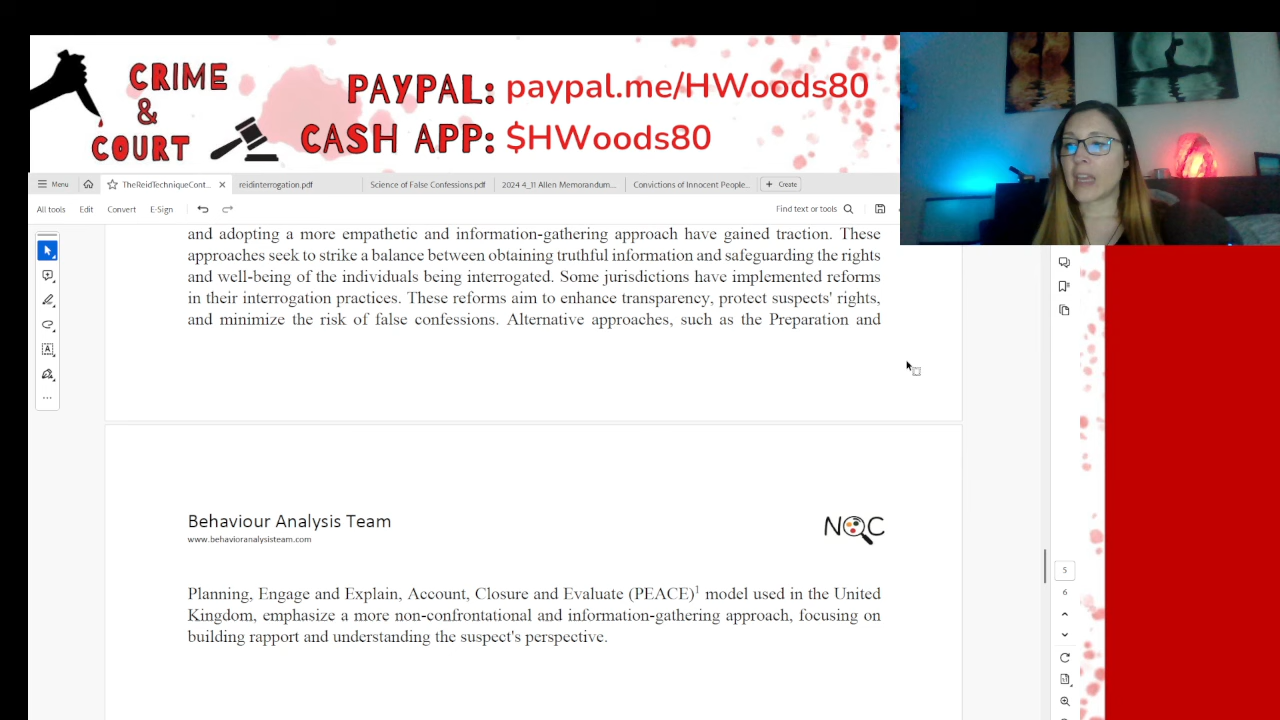 CRIME
&
COURT
PAYPAL: paypal.me/HWoods80
CASH APP: $HWoods80
Menu
TheReidTechniqueCont...
reidinterrogation.pdf
Science of False Confessions.pdf
2024 4_11 Allen Memorandum...
Convictions of Innocent People...
Create
All tools Edit Convert E-Sign
Find text or tools
and adopting a more empathetic and information-gathering approach have gained traction. These
approaches seek to strike a balance between obtaining truthful information and safeguarding the rights
and well-being of the individuals being interrogated. Some jurisdictions have implemented reforms
in their interrogation practices. These reforms aim to enhance transparency, protect suspects' rights,
and minimize the risk of false confessions. Alternative approaches, such as the Preparation and
Behaviour Analysis Team
www.behavioranalysisteam.com
NQC
Planning, Engage and Explain, Account, Closure and Evaluate (PEACE)1 model used in the United
Kingdom, emphasize a more non-confrontational and information-gathering approach, focusing on
building rapport and understanding the suspect's perspective.
5
6